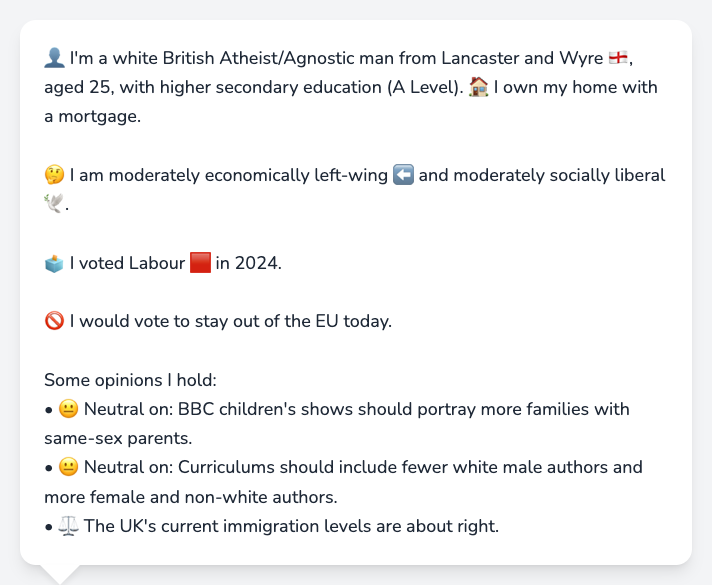 👤 I'm a white British Atheist/Agnostic man from Lancaster and Wyre 🏴󠁧󠁢󠁥󠁮󠁧󠁿,
aged 25, with higher secondary education (A Level). 🏠 I own my home with
a mortgage.
🤔 I am moderately economically left-wing ⬅️ and moderately socially liberal
🕊️.
🗳️ I voted Labour 🟥 in 2024.
🚫 I would vote to stay out of the EU today.
Some opinions I hold:
• 😐 Neutral on: BBC children's shows should portray more families with
same-sex parents.
• 😐 Neutral on: Curriculums should include fewer white male authors and
more female and non-white authors.
• ⚖️ The UK's current immigration levels are about right.